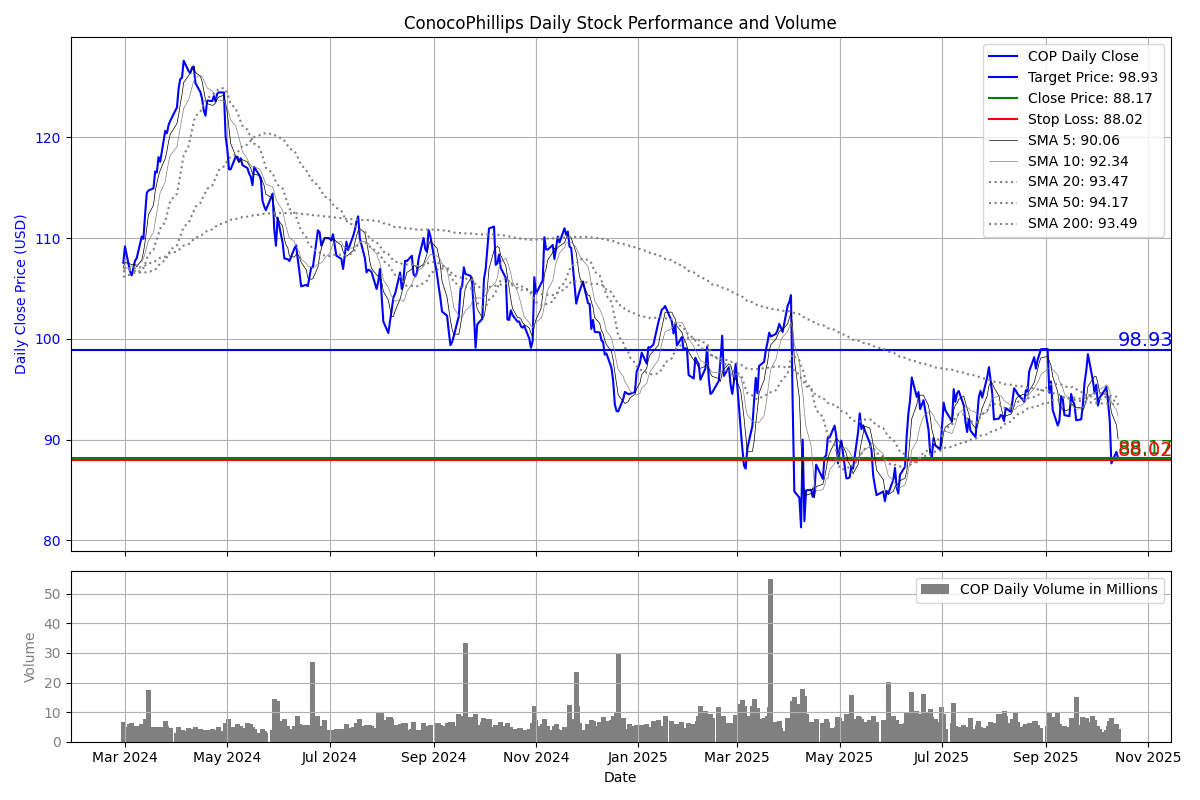 ConocoPhillips Daily Stock Performance and Volume
COP Daily Close
Target Price: 98.93
Close Price: 88.17
Stop Loss: 88.02
SMA 5: 90.06
SMA 10: 92.34
SMA 20: 93.47
SMA 50: 94.17
SMA 200: 93.49
Daily Close Price (USD)
120
110
100
90
80
98.93
88.17
88.02
COP Daily Volume in Millions
Volume
50
40
30
20
10
0
Mar 2024 May 2024 Jul 2024 Sep 2024 Nov 2024 Jan 2025 Mar 2025 May 2025 Jul 2025 Sep 2025 Nov 2025
Date